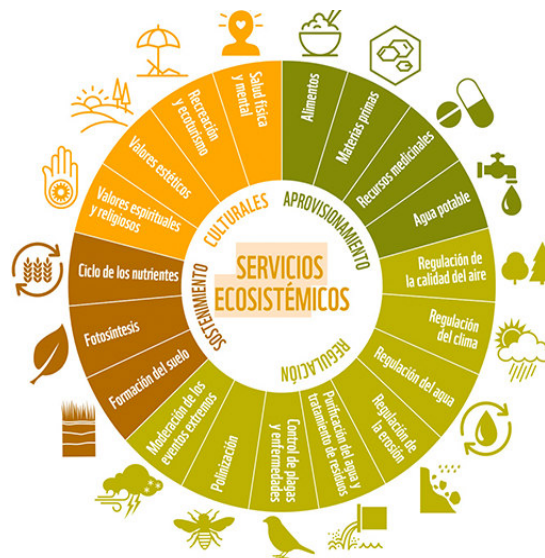 SERVICIOS
ECOSISTÉMICOS
CULTURALES
APROVISIONAMIENTO
REGULACIÓN
SOSTENIMIENTO
Alimentos
Materias primas
Recursos medicinales
Agua potable
Regulación de
la calidad del aire
Regulación
del clima
Regulación del agua
Regulación de
la erosión
Purificación del agua y
tratamiento de residuos
Control de plagas
y enfermedades
Polinización
Moderación de los
eventos extremos
Formación del suelo
Fotosíntesis
Ciclo de los nutrientes
Valores espirituales
y religiosos
Valores estéticos
Recreación
y ecoturismo
Salud física
y mental